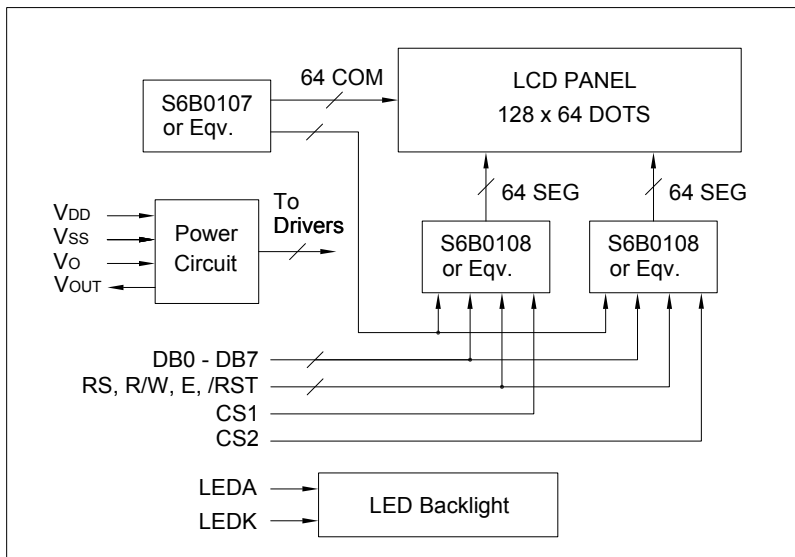 64 COM
S6B0107
or Eqv.
LCD PANEL
128 x 64 DOTS
64 SEG
64 SEG
VDD
VSS
VO
VOUT
Power
Circuit
To
Drivers
S6B0108
or Eqv.
S6B0108
or Eqv.
DB0 - DB7
RS, R/W, E, /RST
CS1
CS2
LEDA
LEDK
LED Backlight